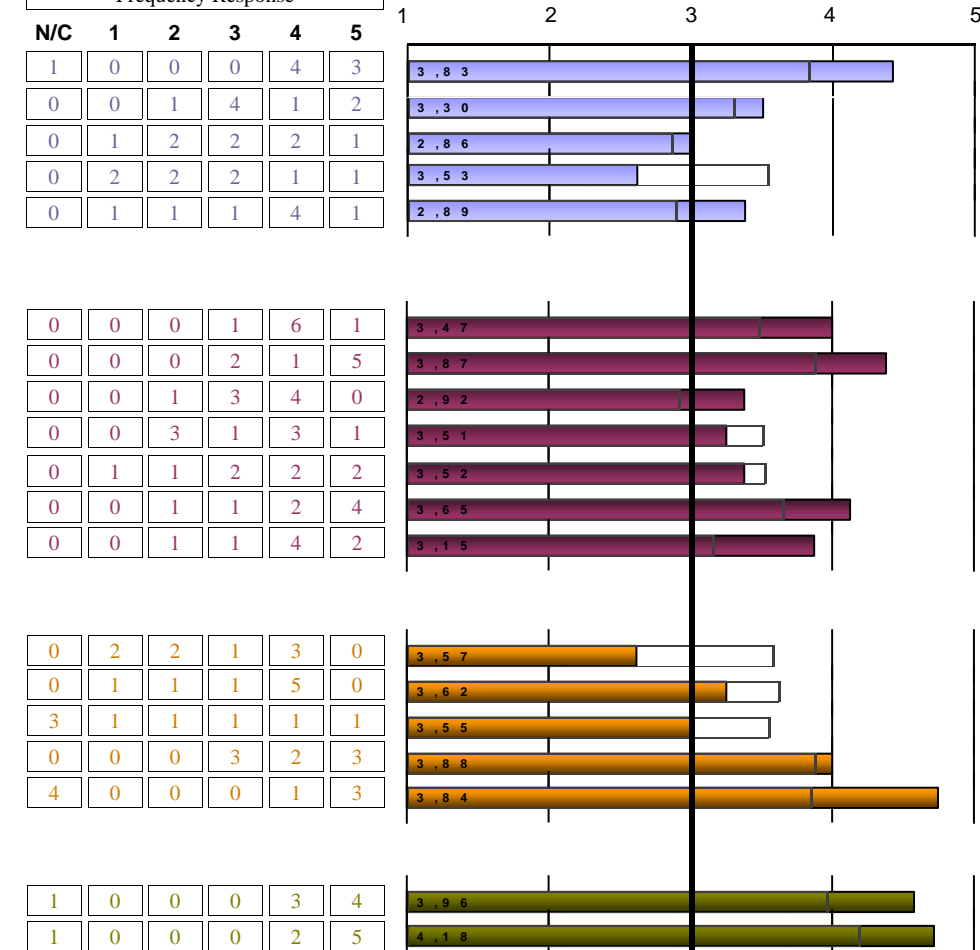 Frequency Response
1 2 3 4 5
N/C 1 2 3 4 5
1 0 0 0 4 3 3,83
0 0 1 4 1 2 3,30
0 1 2 2 2 1 2,86
0 2 2 2 1 1 3,53
0 1 1 1 4 1 2,89
0 0 0 1 6 1 3,47
0 0 0 2 1 5 3,87
0 0 1 3 4 0 2,92
0 0 3 1 3 1 3,51
0 1 1 2 2 2 3,52
0 0 1 1 2 4 3,65
0 0 1 1 4 2 3,15
0 2 2 1 3 0 3,57
0 1 1 1 5 0 3,62
3 1 1 1 1 1 3,55
0 0 0 3 2 3 3,88
4 0 0 0 1 3 3,84
1 0 0 0 3 4 3,96
1 0 0 0 2 5 4,18